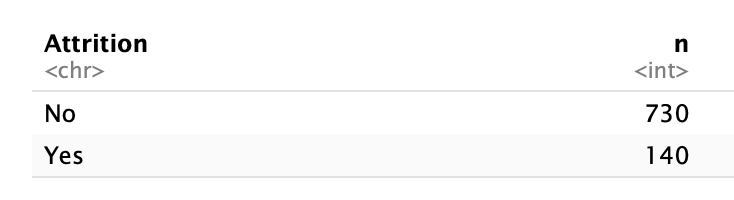 Attrition n
<chr> <int>
No 730
Yes 140